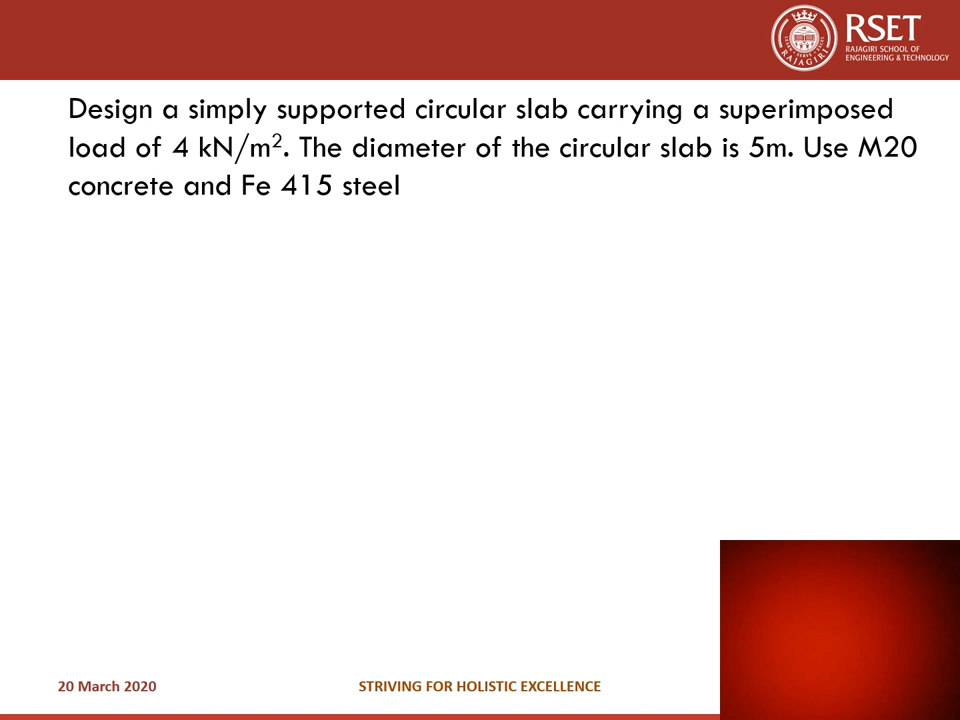 RSET
RAJAGIRI SCHOOL OF
ENGINEERING & TECHNOLOGY
RAJAGIRI
Design a simply supported circular slab carrying a superimposed
load of 4 kN/m². The diameter of the circular slab is 5m. Use M20
concrete and Fe 415 steel
20 March 2020
STRIVING FOR HOLISTIC EXCELLENCE